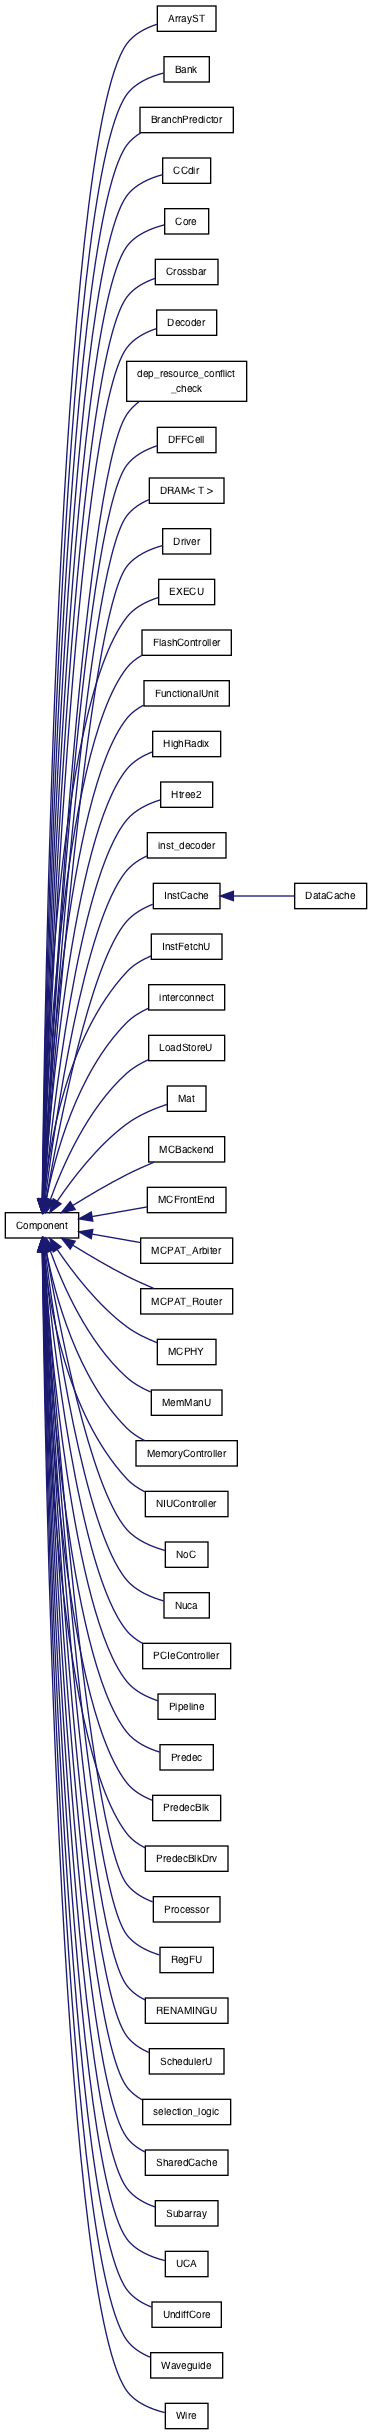 ArrayST
Bank
BranchPredictor
CCdir
Core
Crossbar
Decoder
dep_resource_conflict
_check
DFFCell
DRAM< T >
Driver
EXECU
FlashController
FunctionalUnit
HighRadix
Htree2
inst_decoder
InstCache
DataCache
InstFetchU
interconnect
LoadStoreU
Mat
MCBackend
MCFrontEnd
Component
MCPAT_Arbiter
MCPAT_Router
MCPHY
MemManU
MemoryController
NIUController
NoC
Nuca
PCIeController
Pipeline
Predec
PredecBlk
PredecBlkDrv
Processor
RegFU
RENAMINGU
SchedulerU
selection_logic
SharedCache
Subarray
UCA
UndiffCore
Waveguide
Wire